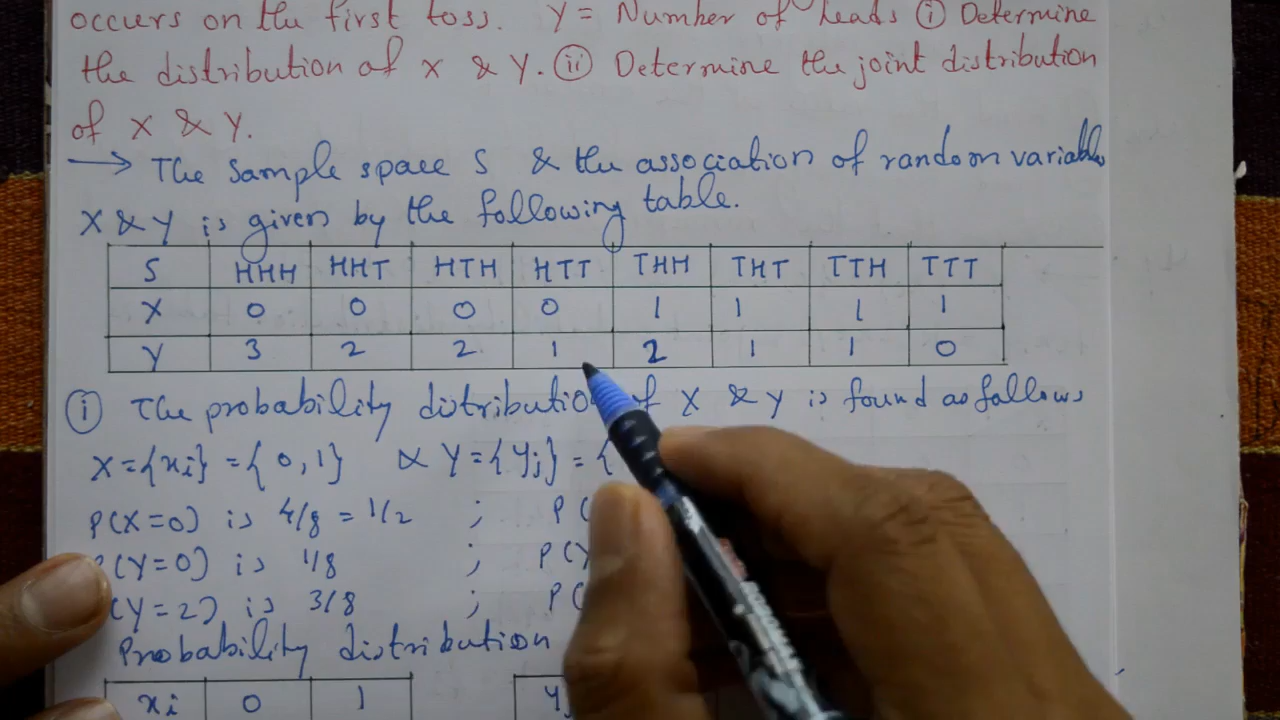 occurs on the first toss. Y = Number of heads (i) Determine
the distribution of X & Y. (ii) Determine the joint distribution
of X & Y.
→ The Sample space S & the association of random variables
X & Y is given by the following table.
S HHH HHT HTH HTT THH THT TTH TTT
X 0 0 0 0 1 1 1 1
Y 3 2 2 1 2 1 1 0
(i) The probability distribution of X & Y is found as follows
X = {xi} = {0, 1} & Y = {yj} = {
P(X=0) is 4/8 = 1/2 ; P(
(Y=0) is 1/8 ; P(Y
(Y=2) is 3/8 ; P(
Probability distribution
xi 0 1 y